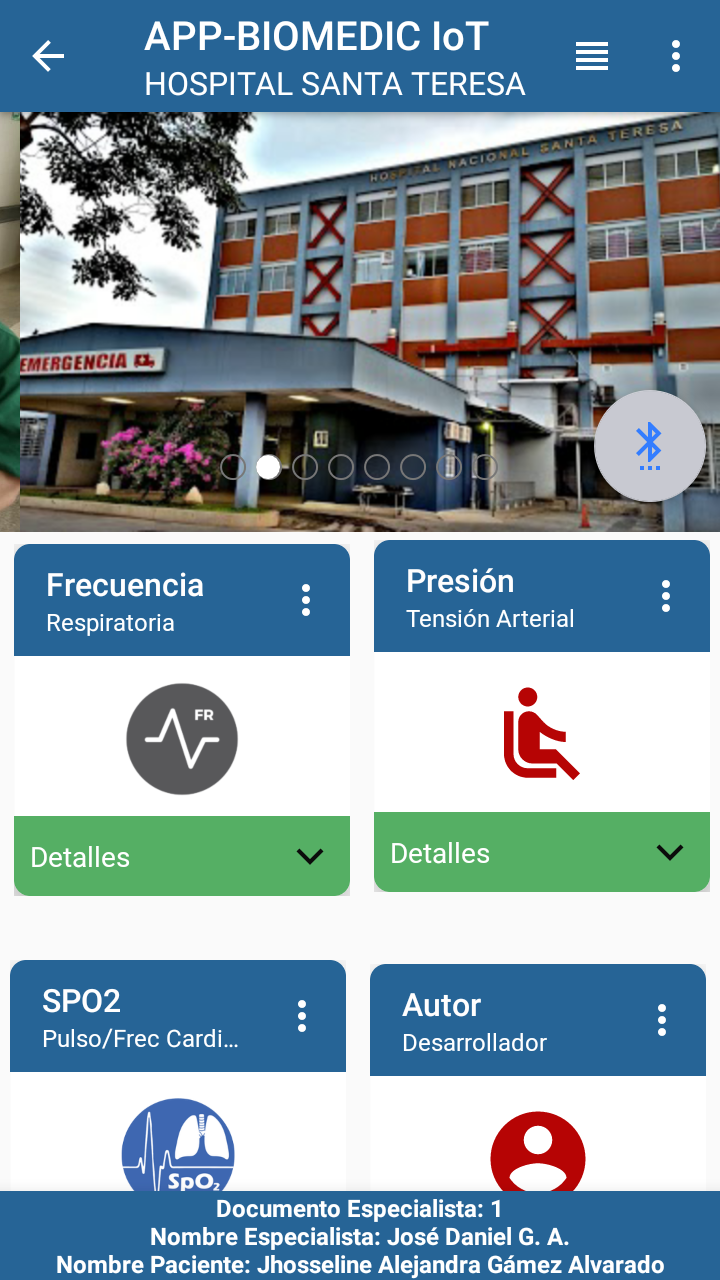 APP-BIOMEDIC IoT
HOSPITAL SANTA TERESA
HOSPITAL NACIONAL SANTA TERESA
EMERGENCIA
Frecuencia
Respiratoria
FR
Detalles
Presión
Tensión Arterial
Detalles
SPO2
Pulso/Frec Cardi...
SpO₂
Autor
Desarrollador
Documento Especialista: 1
Nombre Especialista: José Daniel G. A.
Nombre Paciente: Jhosseline Alejandra Gámez Alvarado